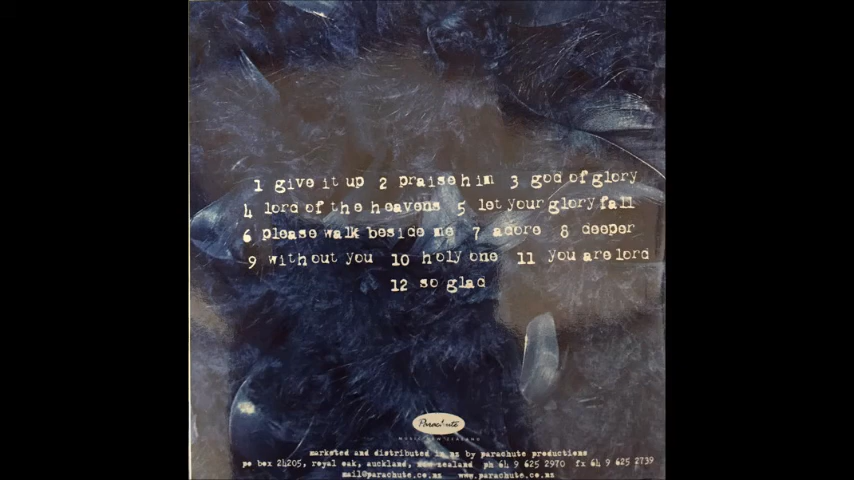 1 give it up 2 praise him 3 god of glory
4 lord of the heavens 5 let your glory fall
6 please walk beside me 7 adore 8 deeper
9 without you 10 holy one 11 you are lord
12 so glad
Parachute
MUSIC NEW ZEALAND
marketed and distributed in nz by parachute productions
po box 24205, royal oak, auckland, new zealand ph 64 9 625 2970 fx 64 9 625 2739
mail@parachute.co.nz www.parachute.co.nz